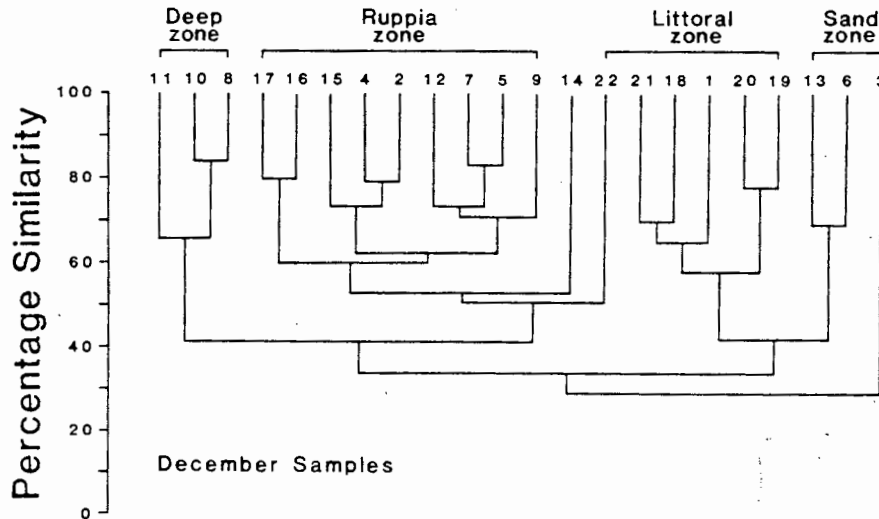 Deep zone
Ruppia zone
Littoral zone
Sand
11 10 8 17 16 15 4 2 12 7 5 9 14 22 21 18 1 20 19 13 6 3
100
80
60
40
20
0
Percentage Similarity
December Samples